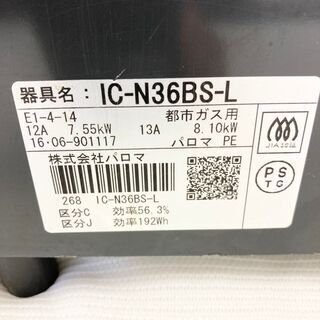 器具名：IC-N36BS-L
E1-4-14 都市ガス用
12A 7.55kW 13A 8.10kW
16・06-901117 パロマ PE
株式会社パロマ
JIA
PS
TG
268 IC-N36BS-L
区分C 効率56.3%
区分J 効率192Wh